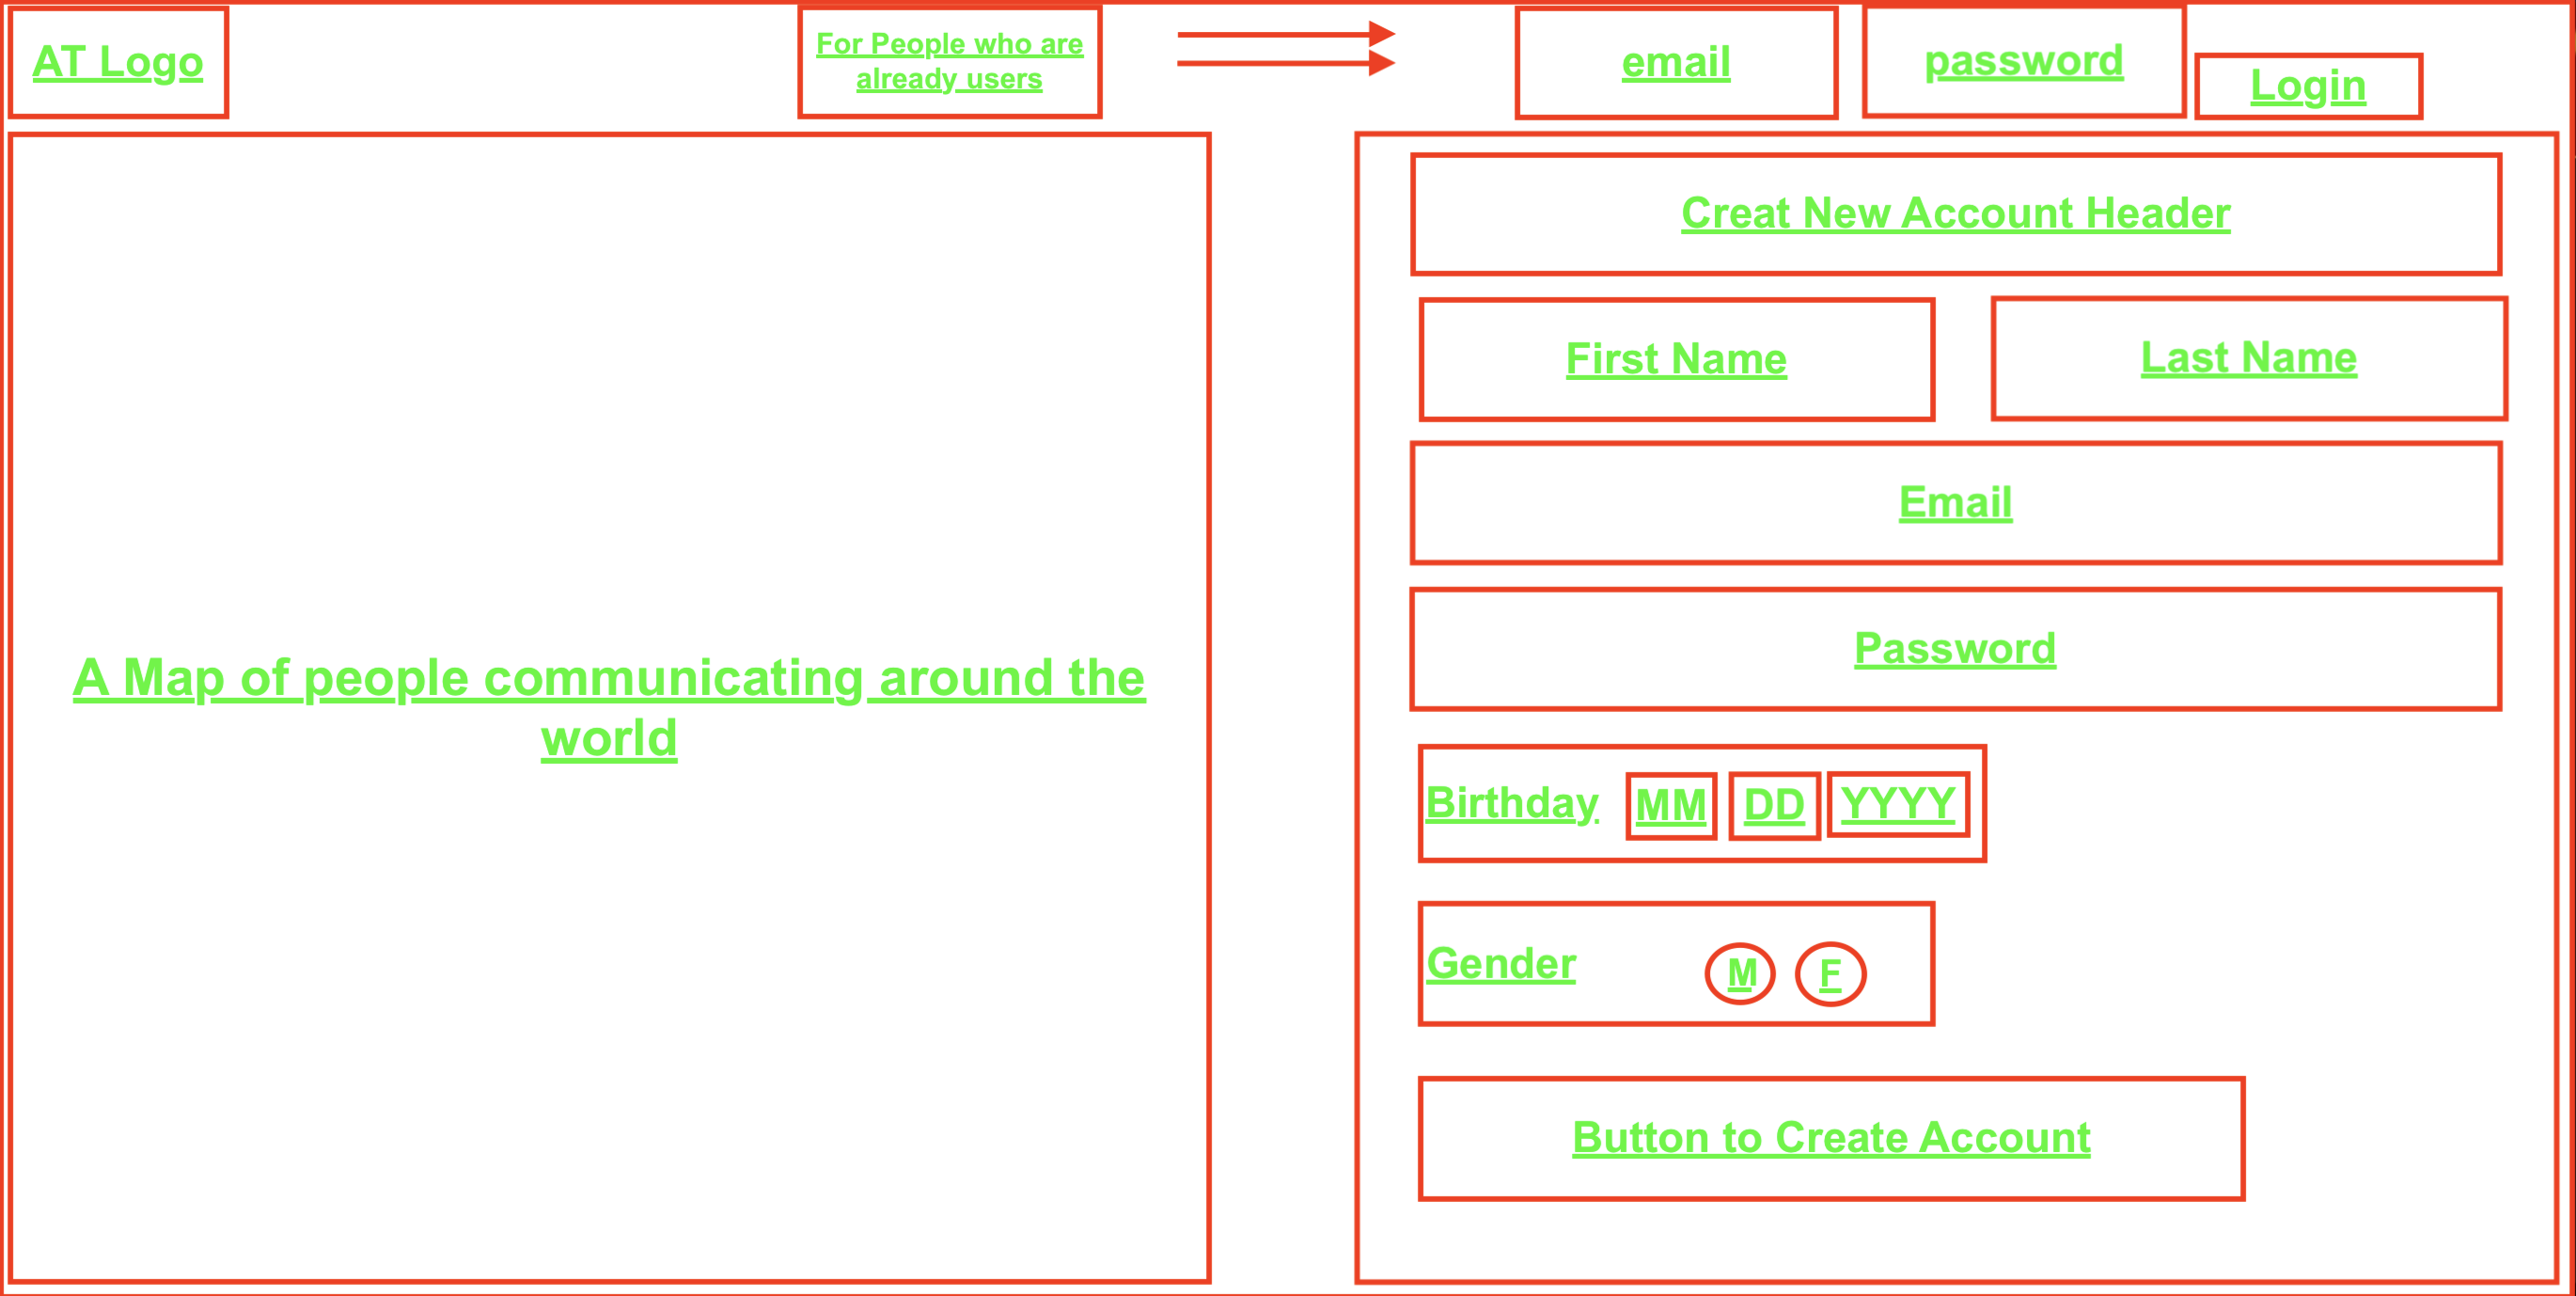 AT Logo
For People who are
already users
email
password
Login
A Map of people communicating around the
world
Creat New Account Header
First Name
Last Name
Email
Password
Birthday MM DD YYYY
Gender M F
Button to Create Account